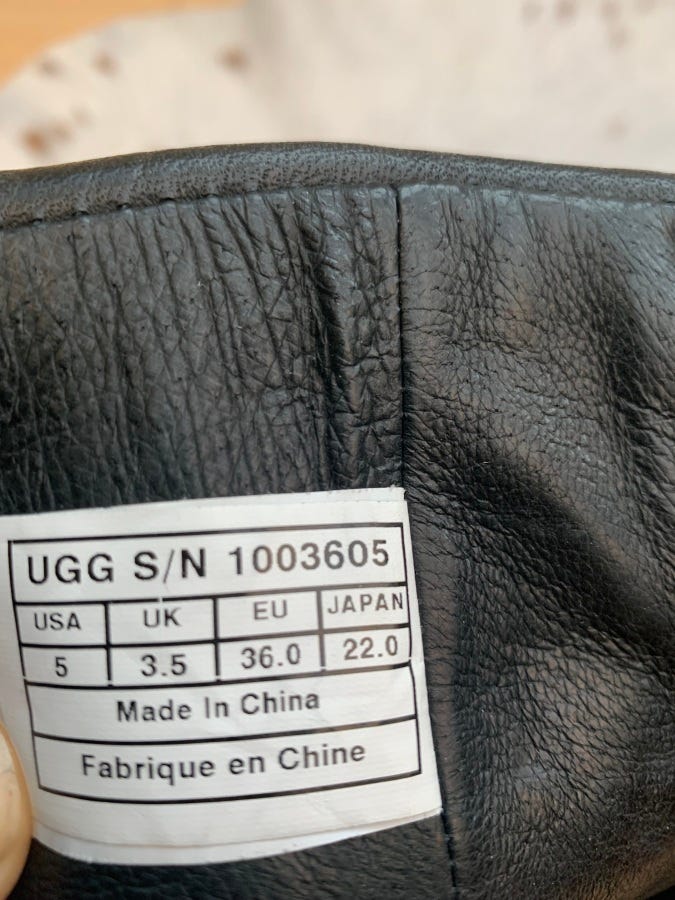 UGG S/N 1003605
USA UK EU JAPAN
5 3.5 36.0 22.0
Made In China
Fabrique en Chine